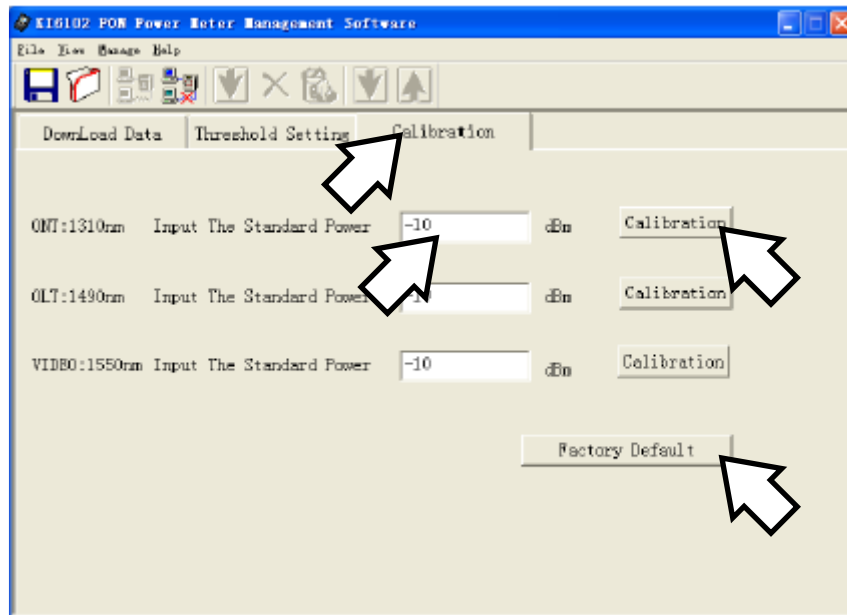 KI6102 PON Power Meter Management Software
File View Manage Help
DownLoad Data Threshold Setting Calibration
ONT:1310nm Input The Standard Power -10 dBm Calibration
OLT:1490nm Input The Standard Power -10 dBm Calibration
VIDEO:1550nm Input The Standard Power -10 dBm Calibration
Factory Default